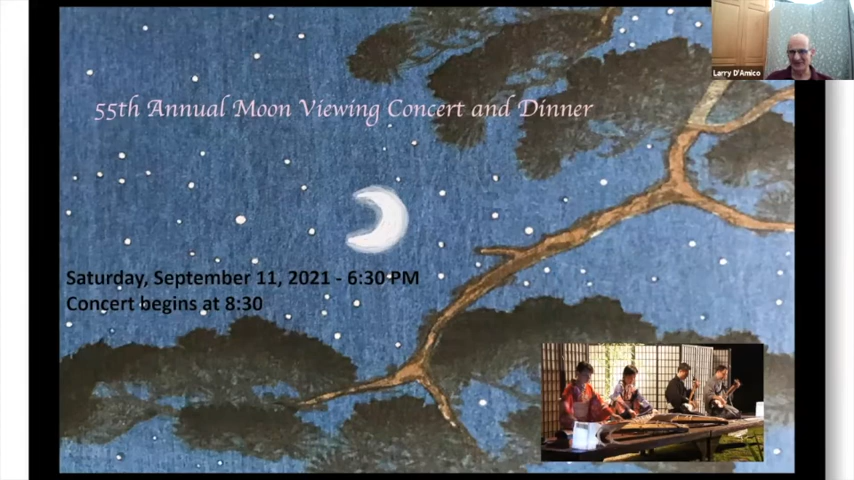 Larry D'Amico
55th Annual Moon Viewing Concert and Dinner
Saturday, September 11, 2021 - 6:30 PM
Concert begins at 8:30